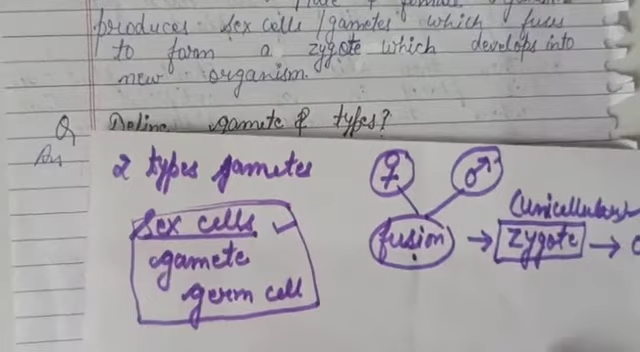 produces sex cells / gametes which fuses
to form a zygote which develops into
new organism.
Q Define gamete & types?
Ans
2 types gametes
sex cells ✓
gamete
germ cell
♀ ♂
fusion → zygote →
(unicellular)